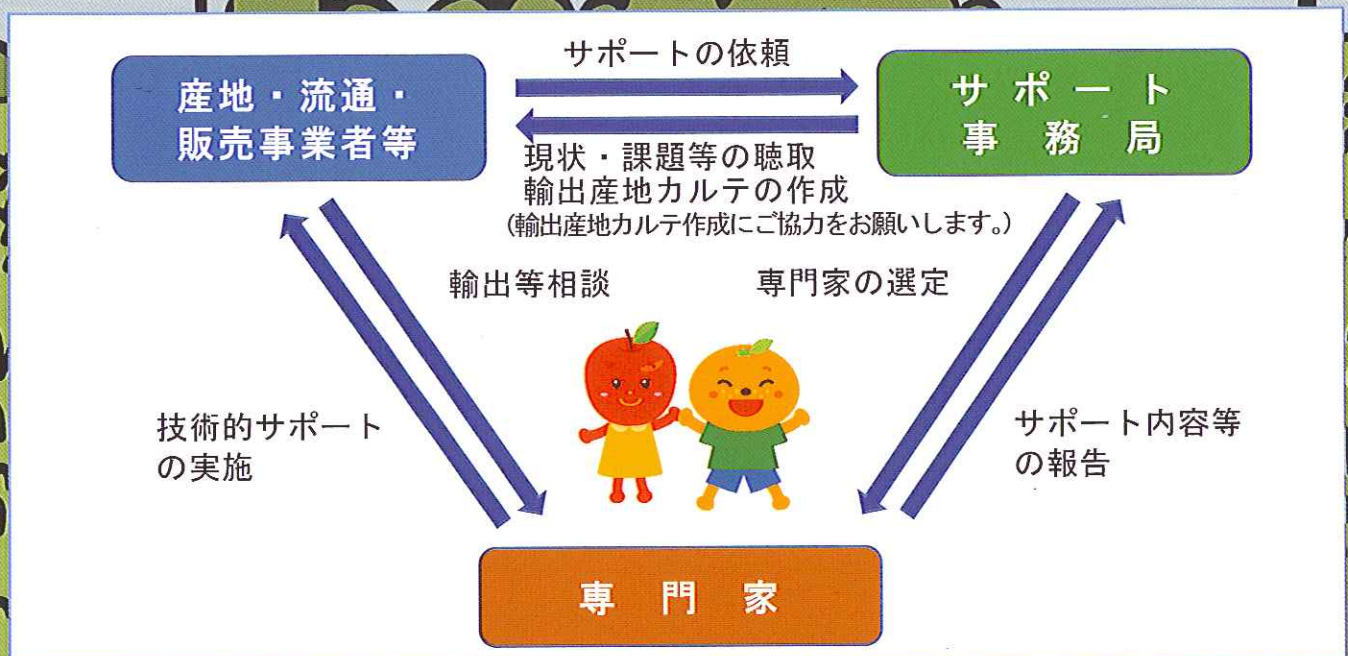 サポートの依頼
産地・流通・
販売事業者等
サポート
事務局
現状・課題等の聴取
輸出産地カルテの作成
(輸出産地カルテ作成にご協力をお願いします。)
輸出等相談
専門家の選定
技術的サポート
の実施
サポート内容等
の報告
専門家